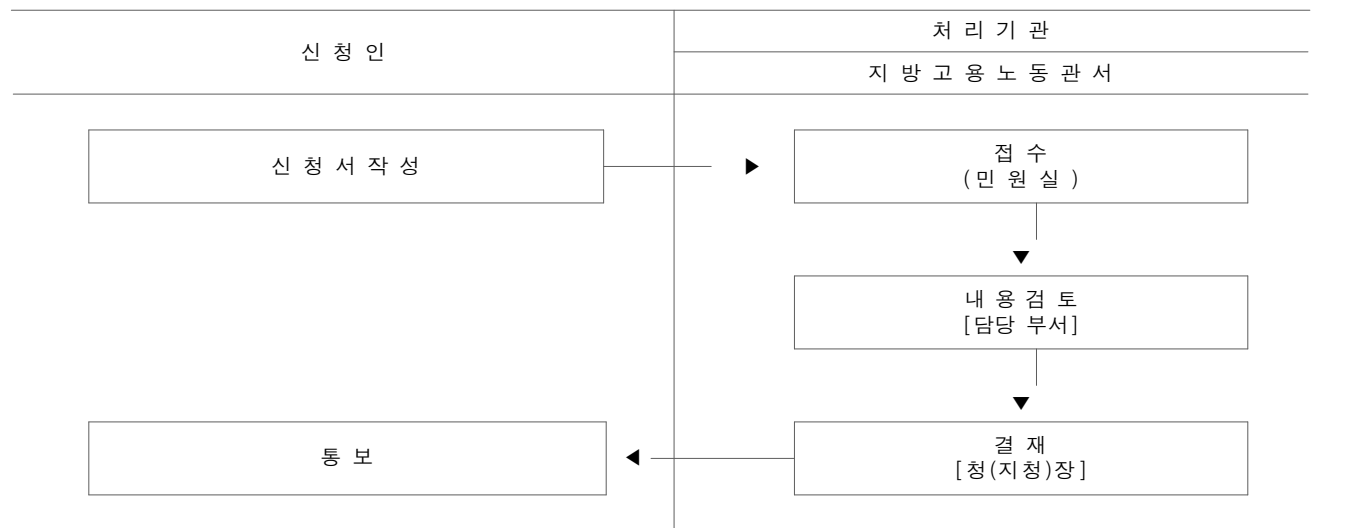 신 청 인
처 리 기 관
지 방 고 용 노 동 관 서
신 청 서 작 성
접 수
(민 원 실 )
내 용 검 토
[담당 부서]
결 재
[청(지청)장]
통 보